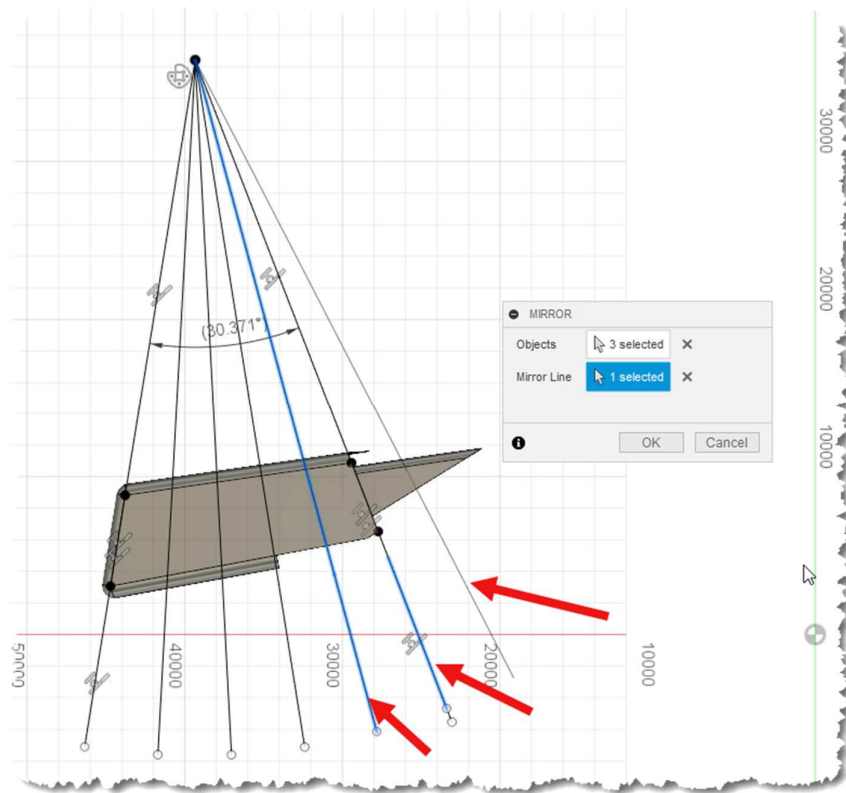 30000
(30.371°)
20000
MIRROR
Objects
3 selected
Mirror Line
1 selected
10000
OK
Cancel
50000
40000
30000
20000
10000